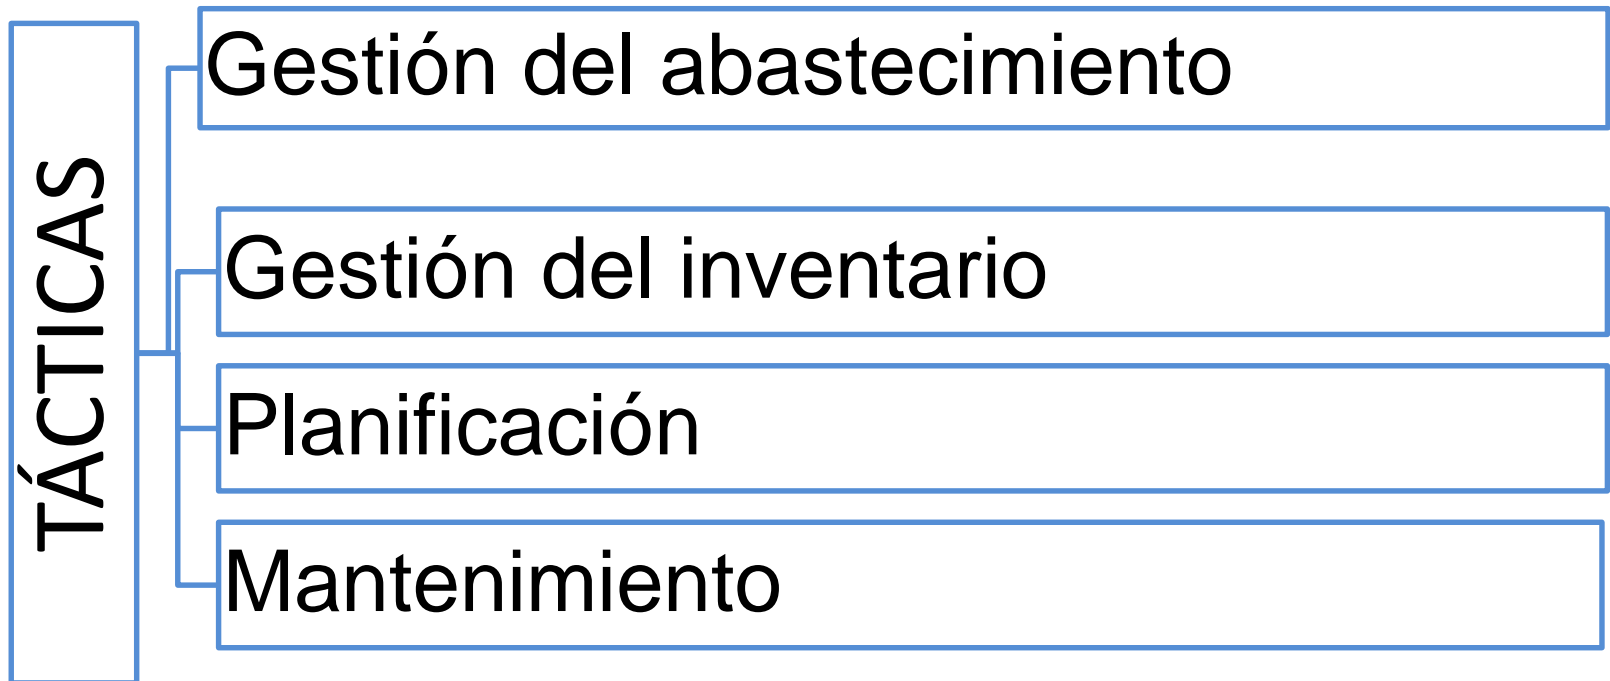 TÁCTICAS
Gestión del abastecimiento
Gestión del inventario
Planificación
Mantenimiento